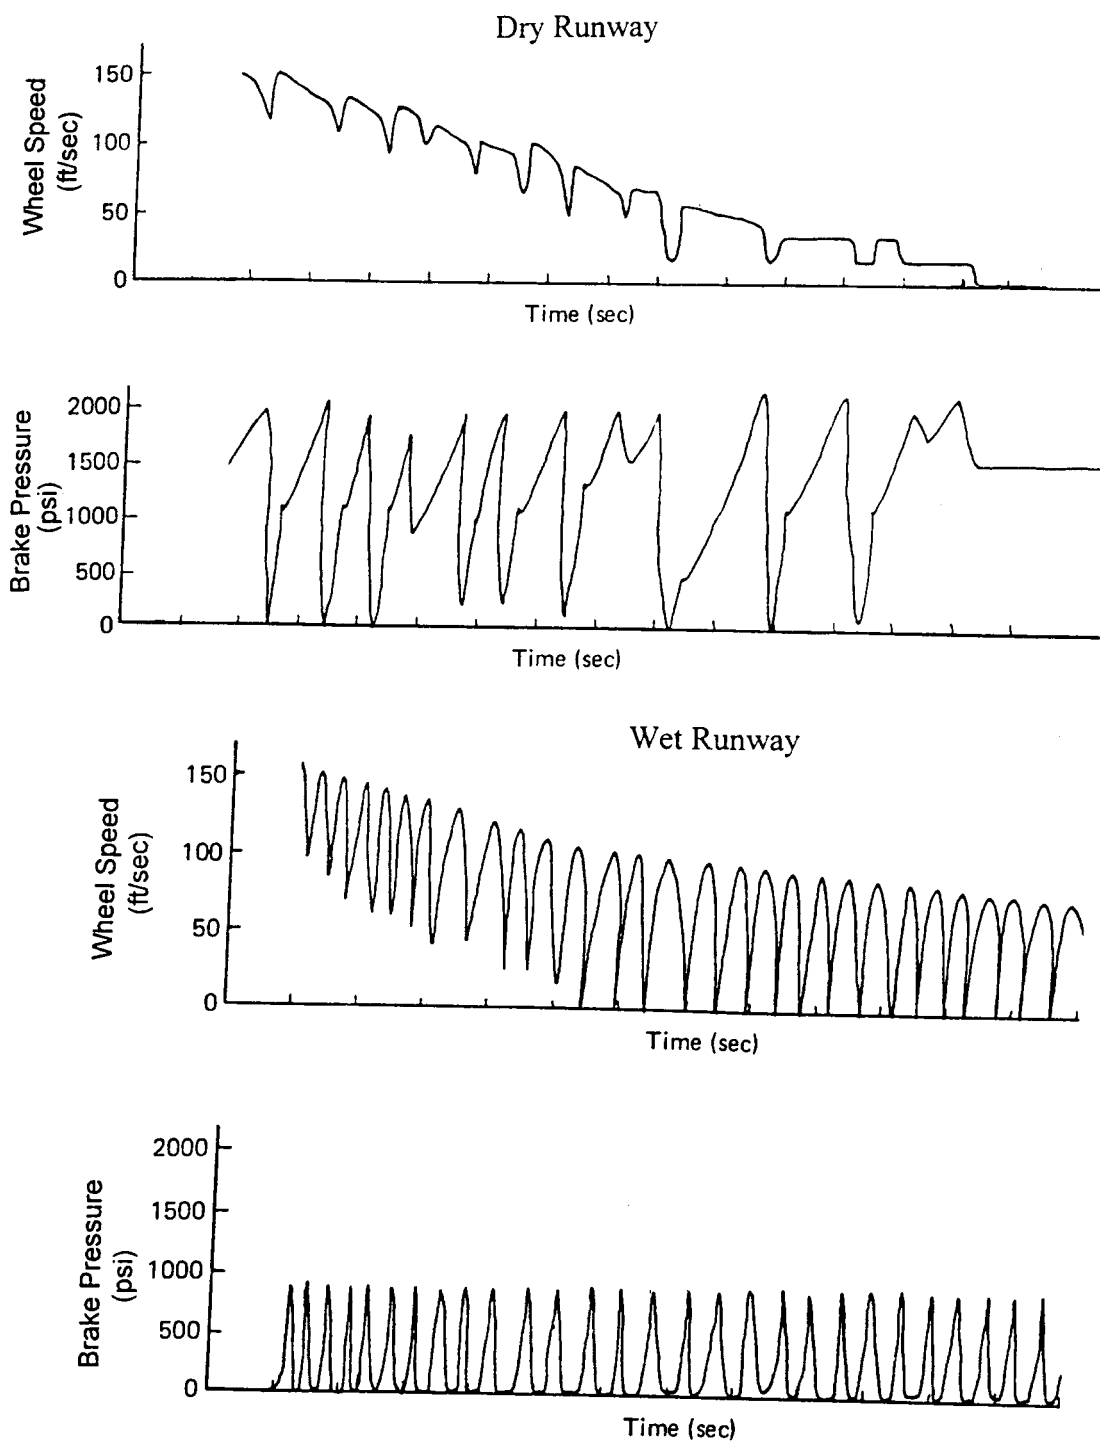 Dry Runway
Wheel Speed
(ft/sec)
150
100
50
0
Time (sec)
Brake Pressure
(psi)
2000
1500
1000
500
0
Time (sec)
Wet Runway
Wheel Speed
(ft/sec)
150
100
50
0
Time (sec)
Brake Pressure
(psi)
2000
1500
1000
500
0
Time (sec)